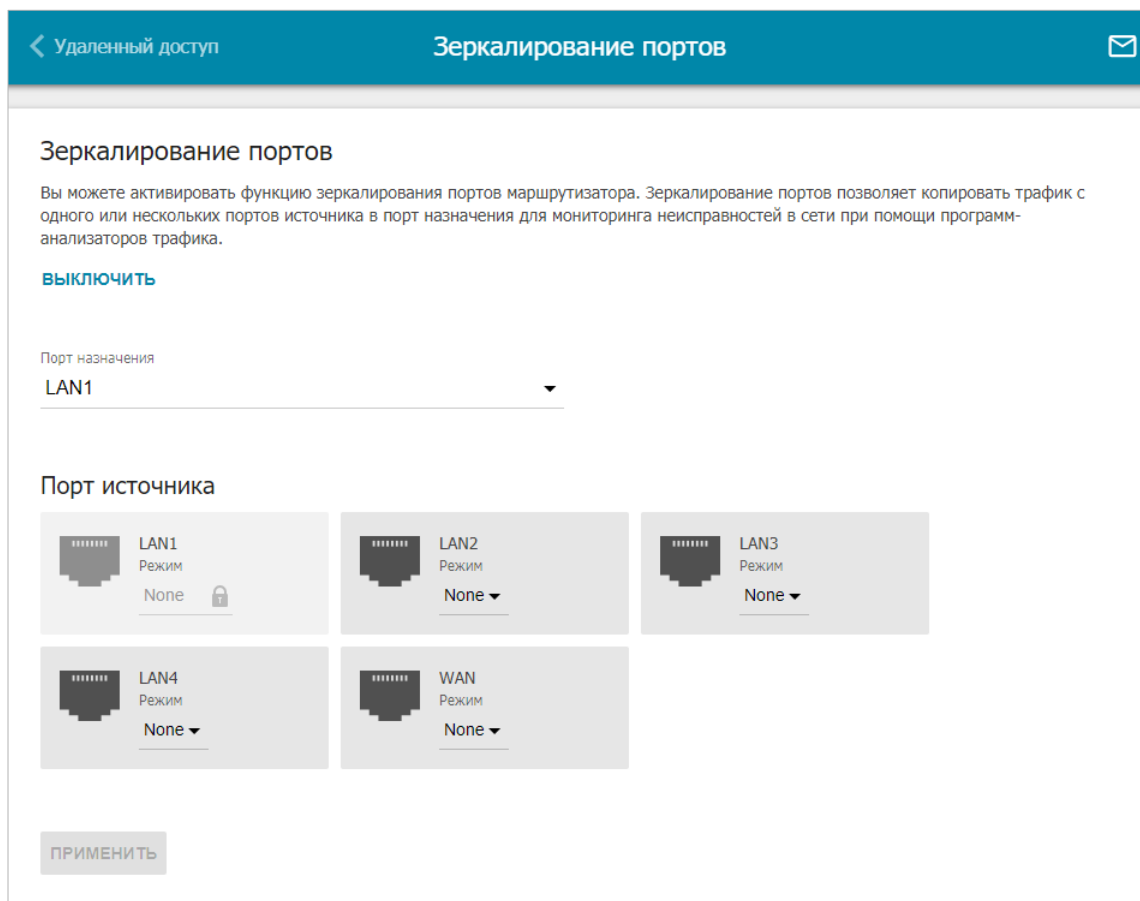 Удаленный доступ
Зеркалирование портов
Зеркалирование портов
Вы можете активировать функцию зеркалирования портов маршрутизатора. Зеркалирование портов позволяет копировать трафик с
одного или нескольких портов источника в порт назначения для мониторинга неисправностей в сети при помощи программ-
анализаторов трафика.
ВЫКЛЮЧИТЬ
Порт назначения
LAN1
Порт источника
LAN1
Режим
None
LAN2
Режим
None
LAN3
Режим
None
LAN4
Режим
None
WAN
Режим
None
ПРИМЕНИТЬ